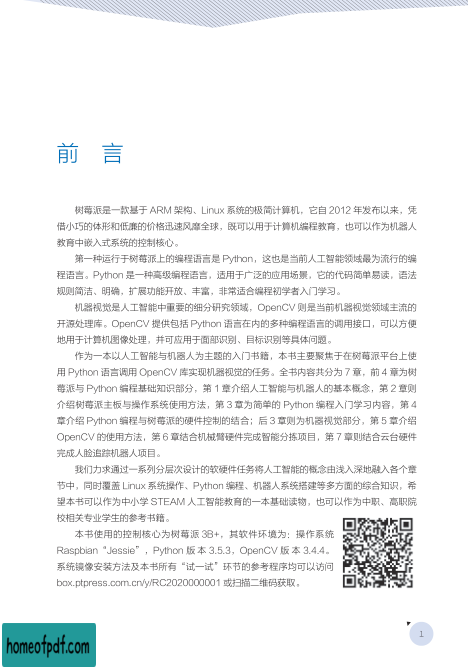 前 言
树莓派是一款基于 ARM 架构、Linux 系统的极简计算机，它自 2012 年发布以来，凭
借小巧的体形和低廉的价格迅速风靡全球，既可以用于计算机编程教育，也可以作为机器人
教育中嵌入式系统的控制核心。
第一种运行于树莓派上的编程语言是 Python，这也是当前人工智能领域最为流行的编
程语言。Python 是一种高级编程语言，适用于广泛的应用场景，它的代码简单易读，语法
规则简洁、明确，扩展功能开放、丰富，非常适合编程初学者入门学习。
机器视觉是人工智能中重要的细分研究领域，OpenCV 则是当前机器视觉领域主流的
开源处理库。OpenCV 提供包括 Python 语言在内的多种编程语言的调用接口，可以方便
地用于计算机图像处理，并可应用于面部识别、目标识别等具体问题。
作为一本以人工智能与机器人为主题的入门书籍，本书主要聚焦于在树莓派平台上使
用 Python 语言调用 OpenCV 库实现机器视觉的任务。全书内容共分为 7 章，前 4 章为树
莓派与 Python 编程基础知识部分，第 1 章介绍人工智能与机器人的基本概念，第 2 章则
介绍树莓派主板与操作系统使用方法，第 3 章为简单的 Python 编程入门学习内容，第 4
章介绍 Python 编程与树莓派的硬件控制的结合；后 3 章则为机器视觉部分，第 5 章介绍
OpenCV 的使用方法，第 6 章结合机械臂硬件完成智能分拣项目，第 7 章则结合云台硬件
完成人脸追踪机器人项目。
我们力求通过一系列分层次设计的软硬件任务将人工智能的概念由浅入深地融入各个章
节中，同时覆盖 Linux 系统操作、Python 编程、机器人系统搭建等多方面的综合知识，希
望本书可以作为中小学 STEAM 人工智能教育的一本基础读物，也可以作为中职、高职院
校相关专业学生的参考书籍。
本书使用的控制核心为树莓派 3B+，其软件环境为：操作系统
Raspbian“Jessie”，Python 版本 3.5.3，OpenCV 版本 3.4.4。
系统镜像安装方法及本书所有“试一试”环节的参考程序均可以访问
box.ptpress.com.cn/y/RC2020000001 或扫描二维码获取。
1
homeofpdf.com